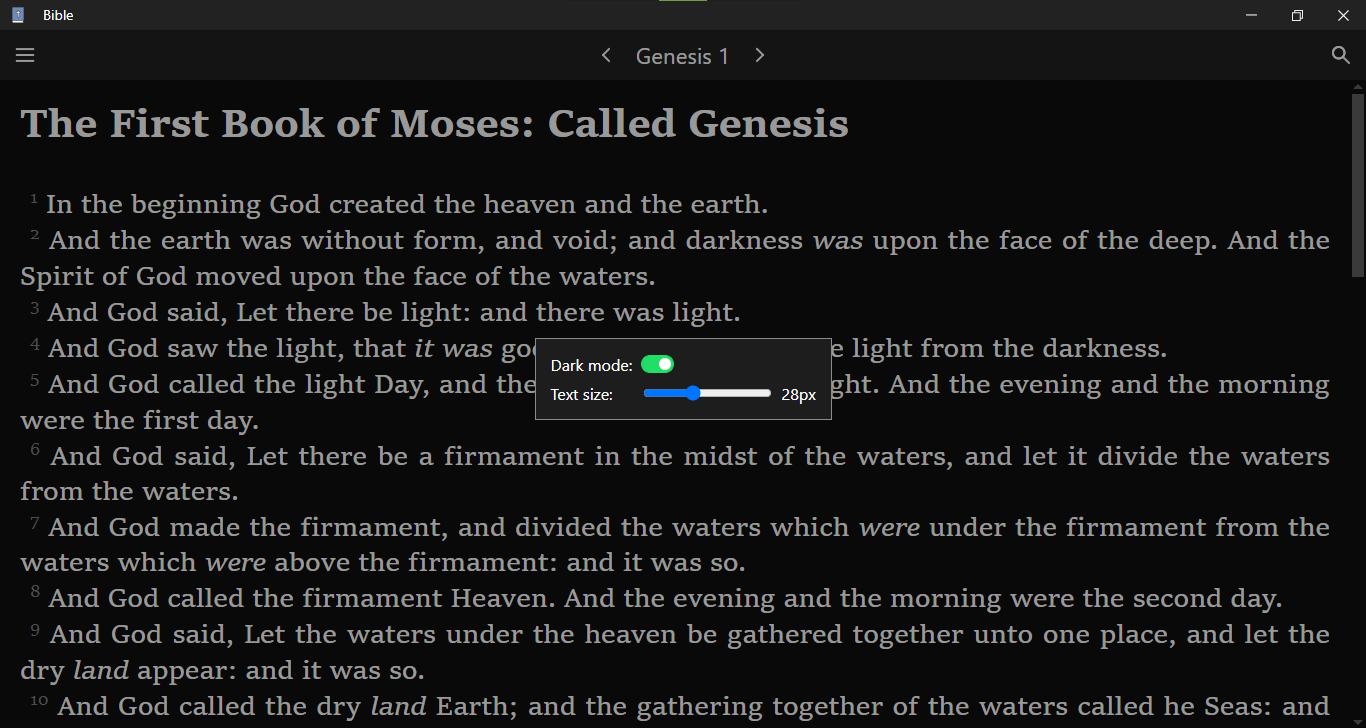 Bible
Genesis 1
The First Book of Moses: Called Genesis
1 In the beginning God created the heaven and the earth.
2 And the earth was without form, and void; and darkness was upon the face of the deep. And the
Spirit of God moved upon the face of the waters.
3 And God said, Let there be light: and there was light.
4 And God saw the light, that it was e light from the darkness.
5 And God called the light Day, and the ght. And the evening and the morning
were the first day.
Dark mode:
Text size: 28px
6 And God said, Let there be a firmament in the midst of the waters, and let it divide the waters
from the waters.
7 And God made the firmament, and divided the waters which were under the firmament from the
waters which were above the firmament: and it was so.
8 And God called the firmament Heaven. And the evening and the morning were the second day.
9 And God said, Let the waters under the heaven be gathered together unto one place, and let the
dry land appear: and it was so.
10 And God called the dry land Earth; and the gathering together of the waters called he Seas: and